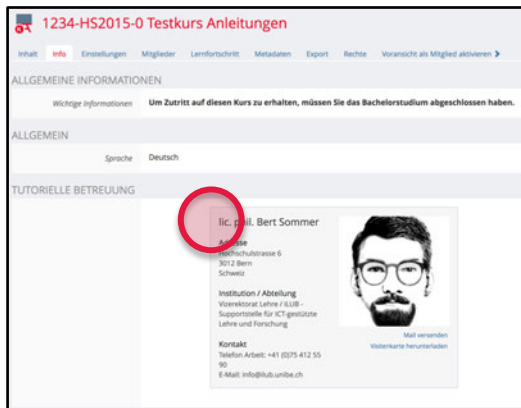 1234-HS2015-0 Testkurs Anleitungen
Inhalt Info Einstellungen Mitglieder Lernfortschritt Metadaten Export Rechte Voransicht als Mitglied aktivieren
ALLGEMEINE INFORMATIONEN
Wichtige Informationen Um Zutritt auf diesen Kurs zu erhalten, müssen Sie das Bachelorstudium abgeschlossen haben.
ALLGEMEIN
Sprache Deutsch
TUTORIELLE BETREUUNG
lic. phil. Bert Sommer
Adresse
Hochschulstrasse 6
3012 Bern
Schweiz
Institution / Abteilung
Vizerektorat Lehre / iLUB -
Supportstelle für ICT-gestützte
Lehre und Forschung
Kontakt
Telefon Arbeit: +41 (0)75 412 55
90
E-Mail: info@ilub.unibe.ch
Mail versenden
Visitenkarte herunterladen